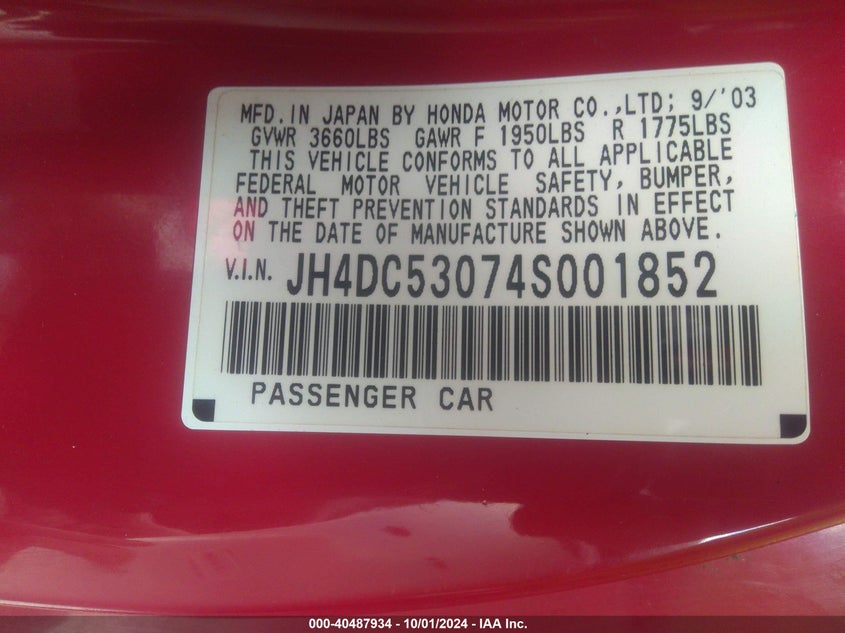 MFD. IN JAPAN BY HONDA MOTOR CO.,LTD; 9/'03
GVWR 3660LBS GAWR F 1950LBS R 1775LBS
THIS VEHICLE CONFORMS TO ALL APPLICABLE
FEDERAL MOTOR VEHICLE SAFETY, BUMPER,
AND THEFT PREVENTION STANDARDS IN EFFECT
ON THE DATE OF MANUFACTURE SHOWN ABOVE.
V.I.N. JH4DC53074S001852
PASSENGER CAR
000-40487934 - 10/01/2024 - IAA Inc.